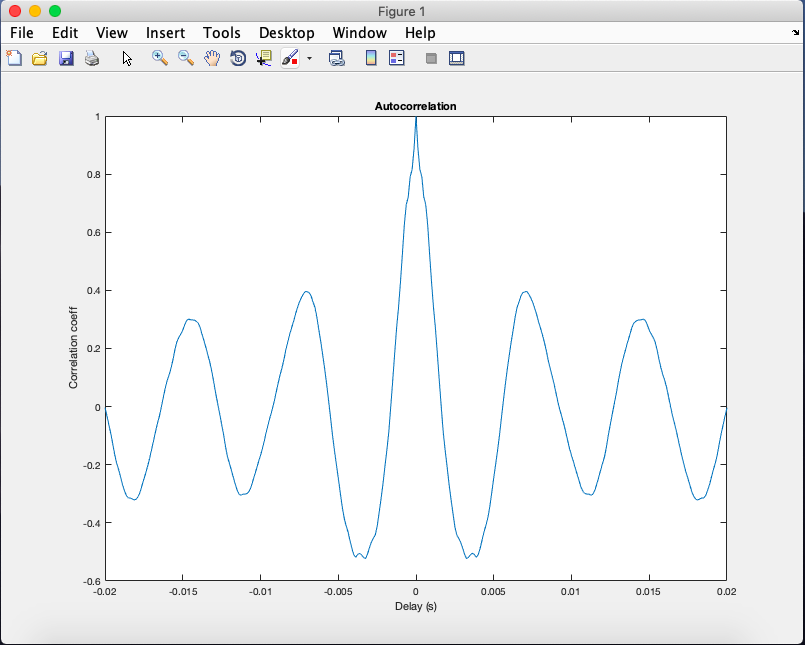 Figure 1
File Edit View Insert Tools Desktop Window Help
Autocorrelation
1
0.8
0.6
0.4
0.2
0
-0.2
-0.4
-0.6
Correlation coeff
-0.02 -0.015 -0.01 -0.005 0 0.005 0.01 0.015 0.02
Delay (s)